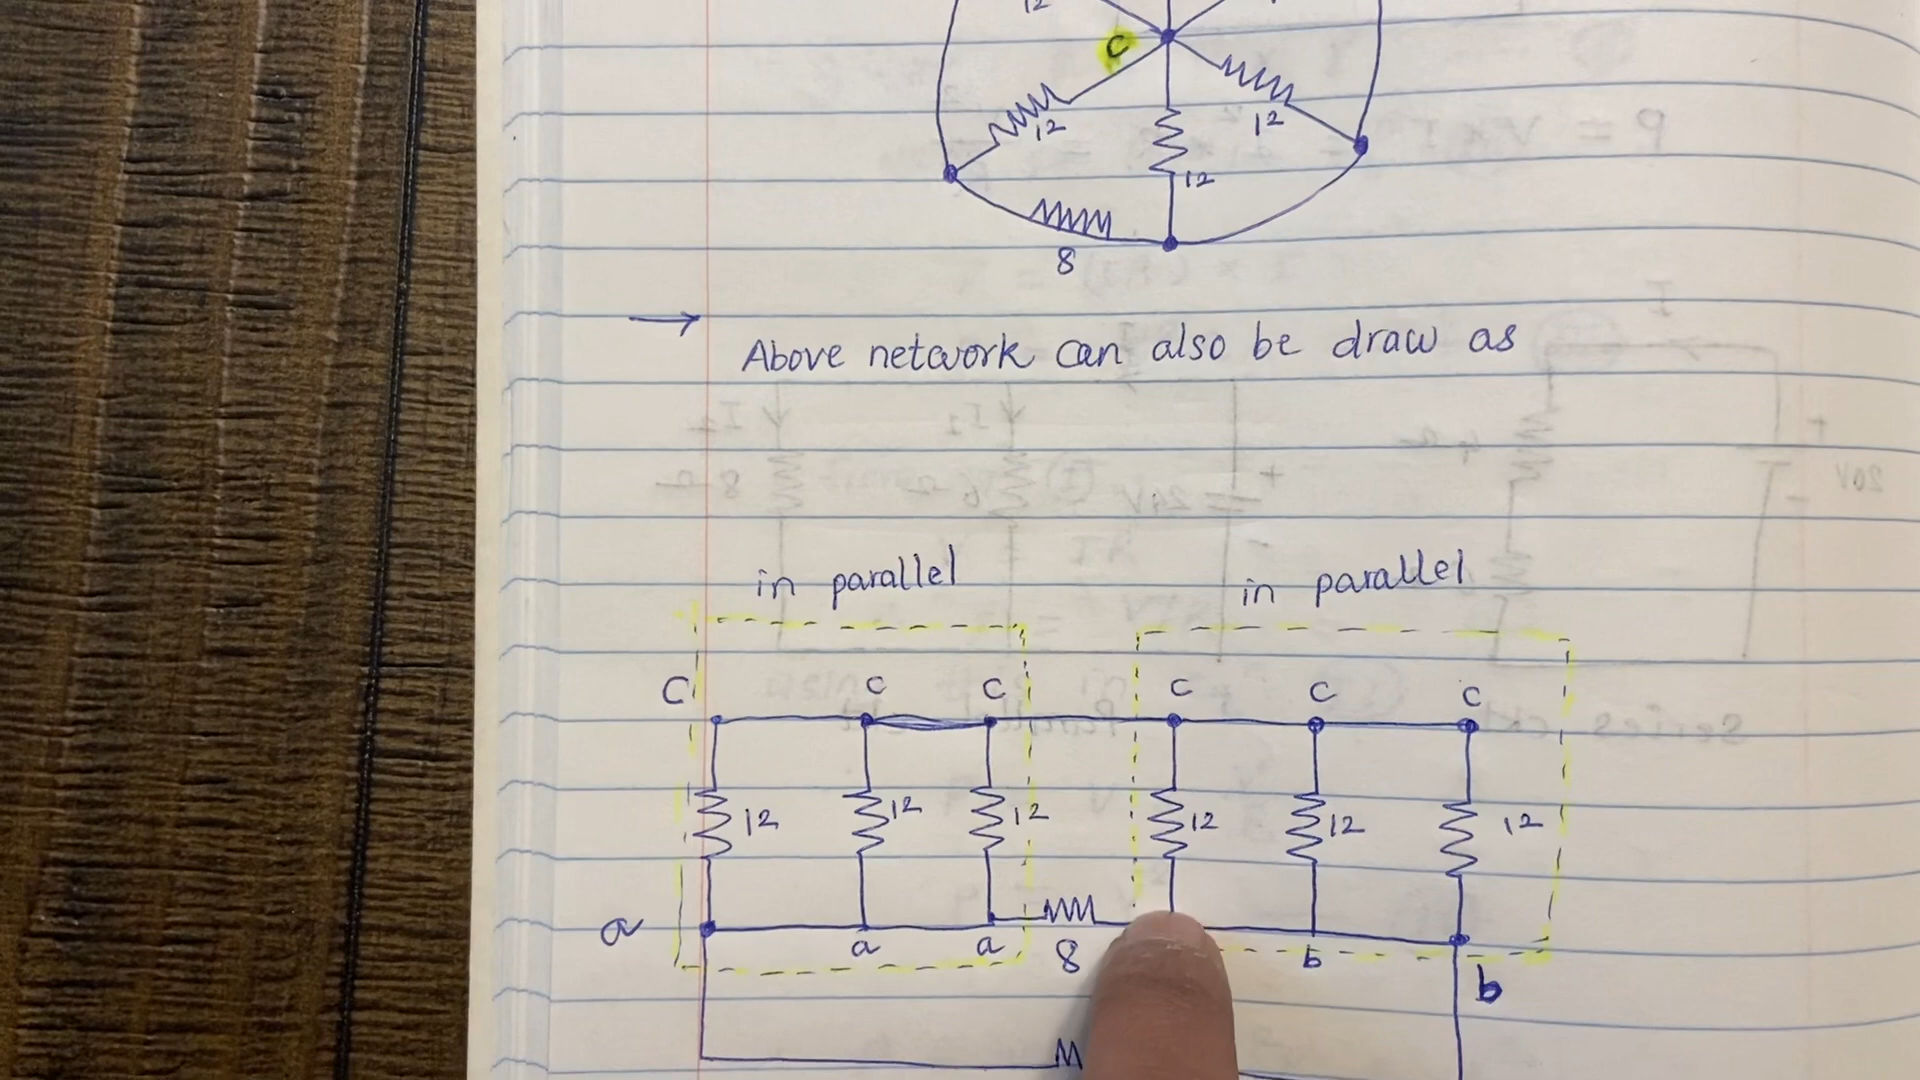 12
C
12
12
12
8
→ Above network can also be draw as
in parallel in parallel
C c c c c c
12 12 12 12 12 12
a a a 8 b b